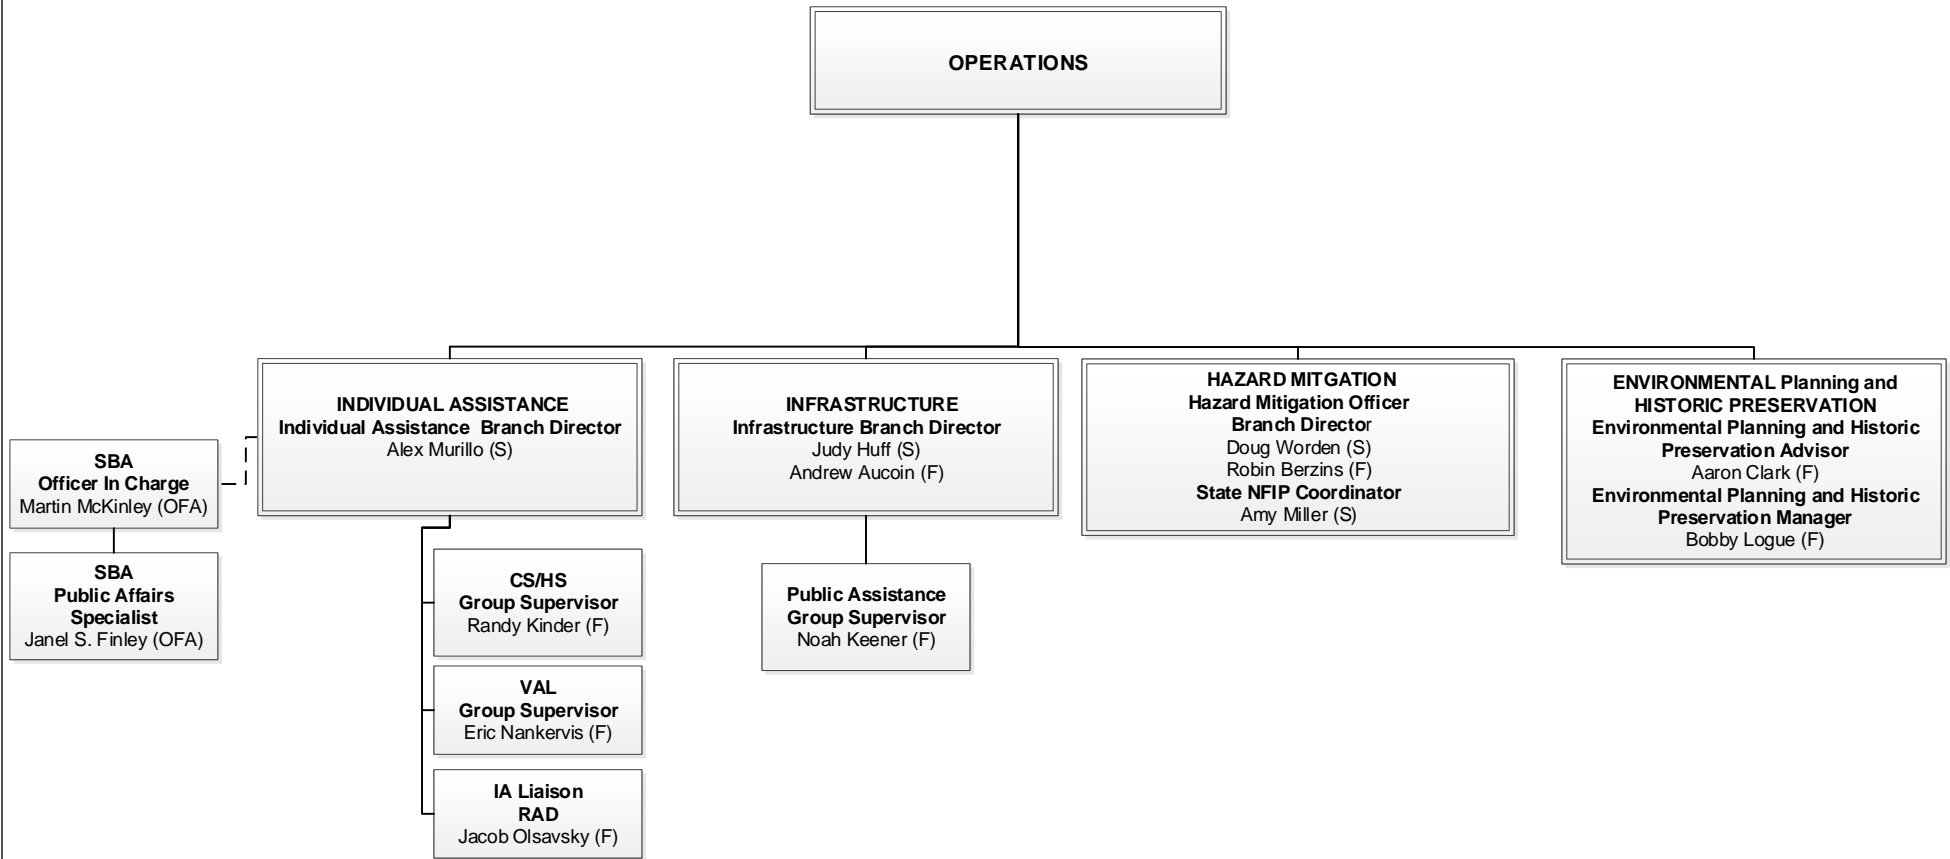 OPERATIONS
INDIVIDUAL ASSISTANCE
Individual Assistance Branch Director
Alex Murillo (S)
INFRASTRUCTURE
Infrastructure Branch Director
Judy Huff (S)
Andrew Aucoin (F)
HAZARD MITGATION
Hazard Mitigation Officer
Branch Director
Doug Worden (S)
Robin Berzins (F)
State NFIP Coordinator
Amy Miller (S)
ENVIRONMENTAL Planning and
HISTORIC PRESERVATION
Environmental Planning and Historic
Preservation Advisor
Aaron Clark (F)
Environmental Planning and Historic
Preservation Manager
Bobby Logue (F)
SBA
Officer In Charge
Martin McKinley (OFA)
SBA
Public Affairs
Specialist
Janel S. Finley (OFA)
CS/HS
Group Supervisor
Randy Kinder (F)
VAL
Group Supervisor
Eric Nankervis (F)
IA Liaison
RAD
Jacob Olsavsky (F)
Public Assistance
Group Supervisor
Noah Keener (F)